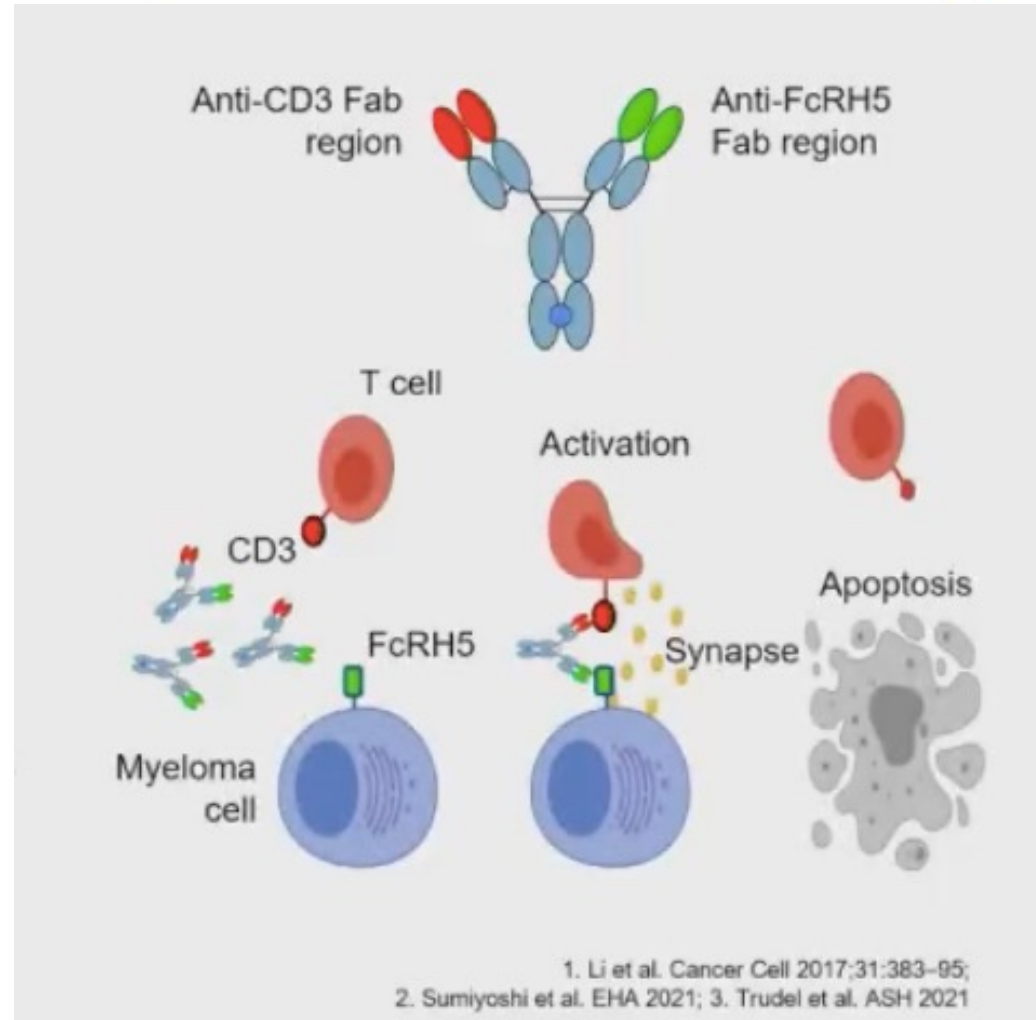 Anti-CD3 Fab
region
Anti-FcRH5
Fab region
T cell
Activation
CD3
Apoptosis
FcRH5
Synapse
Myeloma
cell
1. Li et al. Cancer Cell 2017;31:383–95;
2. Sumiyoshi et al. EHA 2021; 3. Trudel et al. ASH 2021